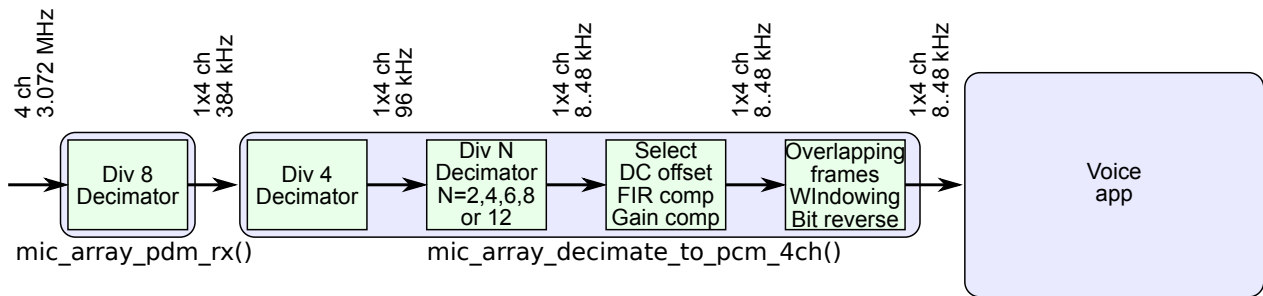 4 ch
3.072 MHz
1x4 ch
384 kHz
1x4 ch
96 kHz
1x4 ch
8..48 kHz
1x4 ch
8..48 kHz
1x4 ch
8..48 kHz
Div 8
Decimator
Div 4
Decimator
Div N
Decimator
N=2,4,6,8
or 12
Select
DC offset
FIR comp
Gain comp
Overlapping
frames
WIndowing
Bit reverse
Voice
app
mic_array_pdm_rx()
mic_array_decimate_to_pcm_4ch()